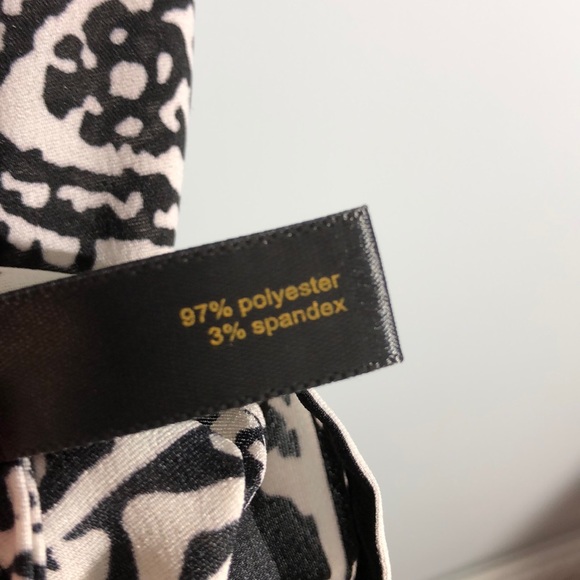 97% polyester
3% spandex